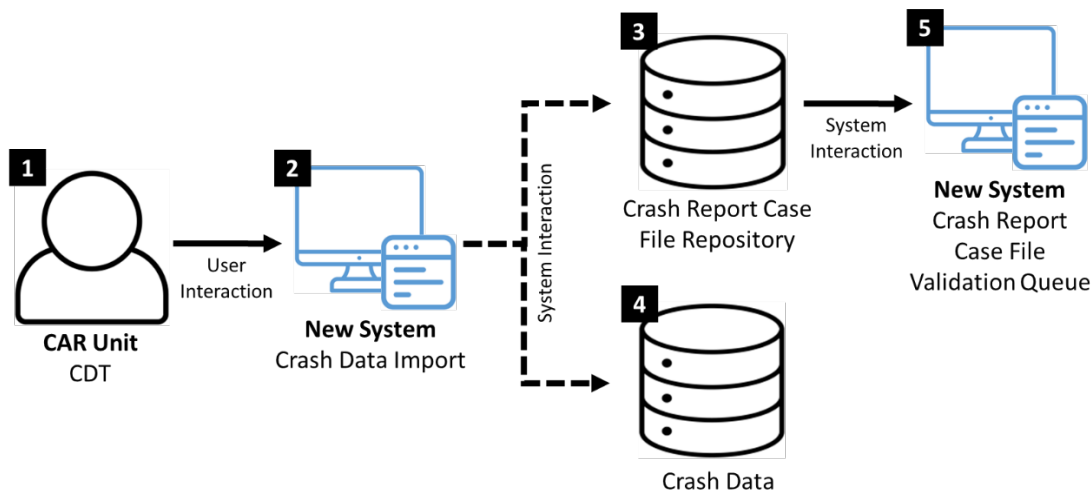 1
CAR Unit
CDT
User
Interaction
2
New System
Crash Data Import
System Interaction
3
Crash Report Case
File Repository
4
Crash Data
System
Interaction
5
New System
Crash Report
Case File
Validation Queue